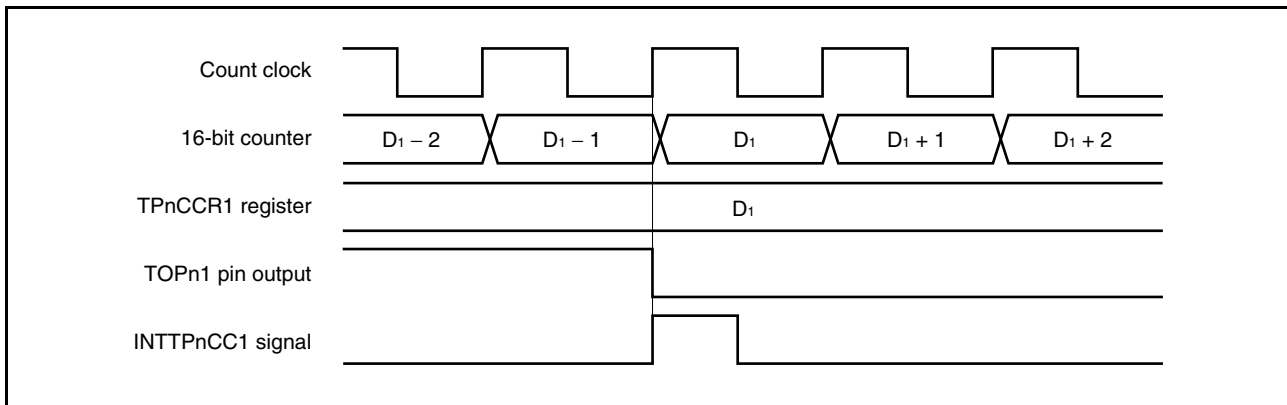 Count clock
16-bit counter D₁ − 2 D₁ − 1 D₁ D₁ + 1 D₁ + 2
TPnCCR1 register D₁
TOPn1 pin output
INTTPnCC1 signal